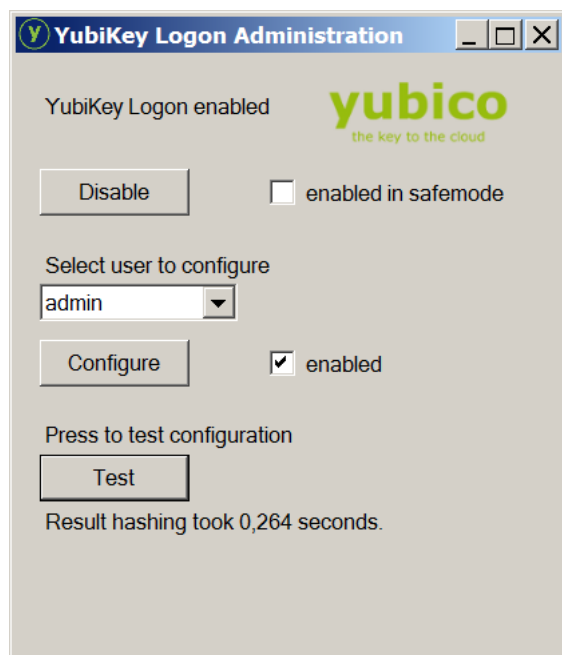 YubiKey Logon Administration
YubiKey Logon enabled
yubico
the key to the cloud
Disable
enabled in safemode
Select user to configure
admin
Configure
enabled
Press to test configuration
Test
Result hashing took 0,264 seconds.